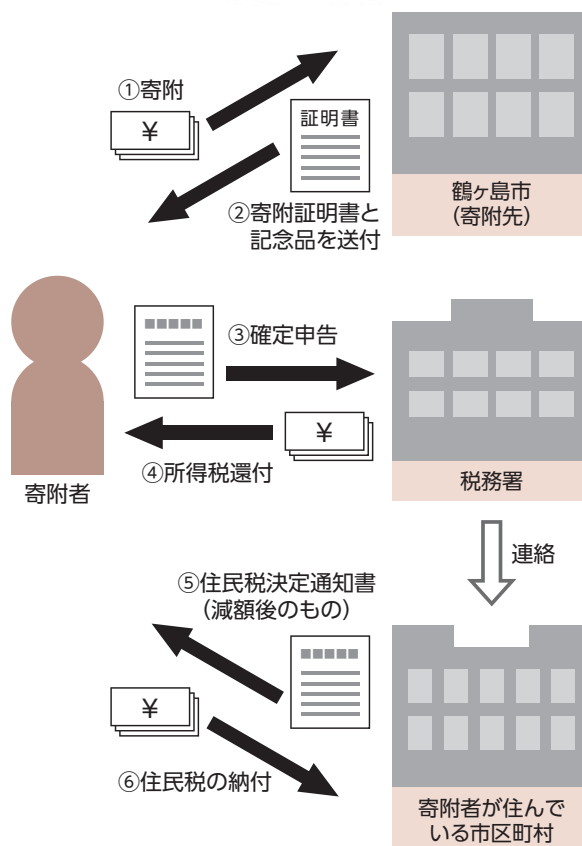 ①寄附
¥
証明書
②寄附証明書と
記念品を送付
鶴ヶ島市
(寄附先)
③確定申告
¥
④所得税還付
寄附者
税務署
連絡
⑤住民税決定通知書
(減額後のもの)
¥
⑥住民税の納付
寄附者が住んで
いる市区町村